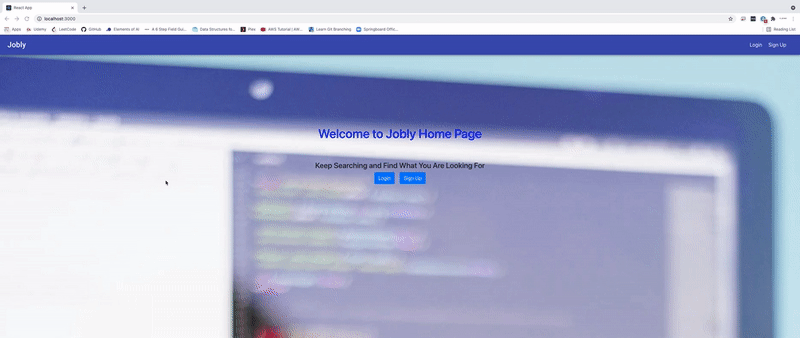 React App
localhost:3000
Apps Udemy LeetCode GitHub Elements of AI A 6 Step Field Gui... Data Structures fo... Play AWS Tutorial | AW... Learn Git Branching Springboard Offic... Reading List
Jobly Login Sign Up
Welcome to Jobly Home Page
Keep Searching and Find What You Are Looking For
Login Sign Up